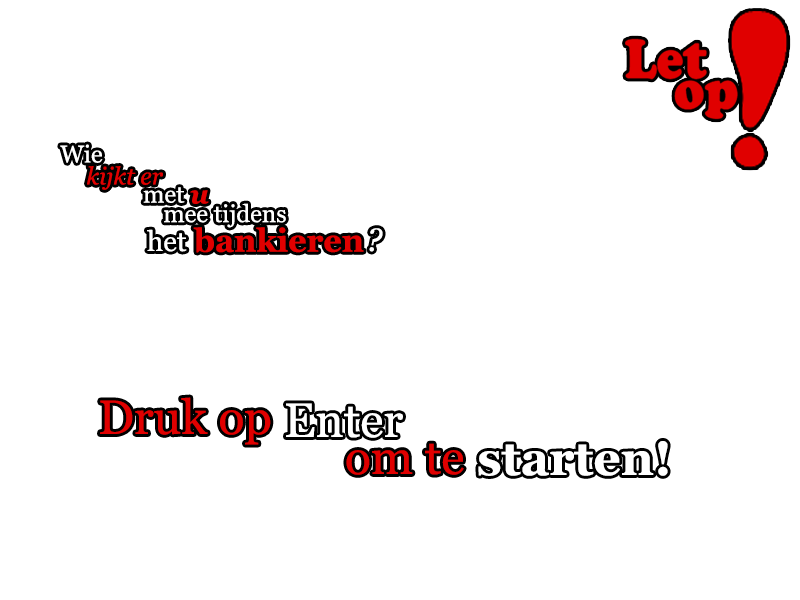 Let
op!
Wie
kijkt er
met u
mee tijdens
het bankieren?
Druk op Enter
om te starten!